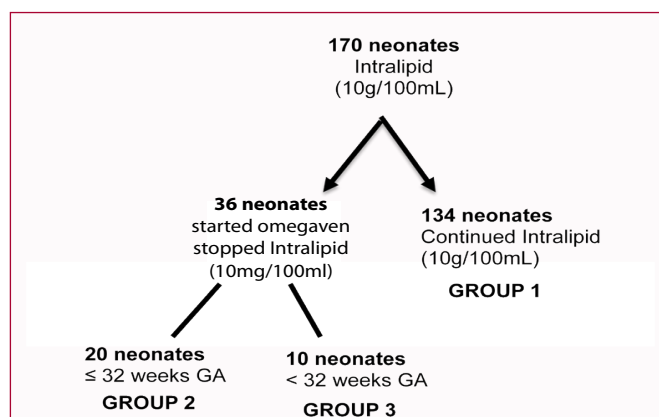 170 neonates
Intralipid
(10g/100mL)
36 neonates
started omegaven
stopped Intralipid
(10mg/100ml)
134 neonates
Continued Intralipid
(10g/100mL)
GROUP 1
20 neonates
≤ 32 weeks GA
GROUP 2
10 neonates
< 32 weeks GA
GROUP 3